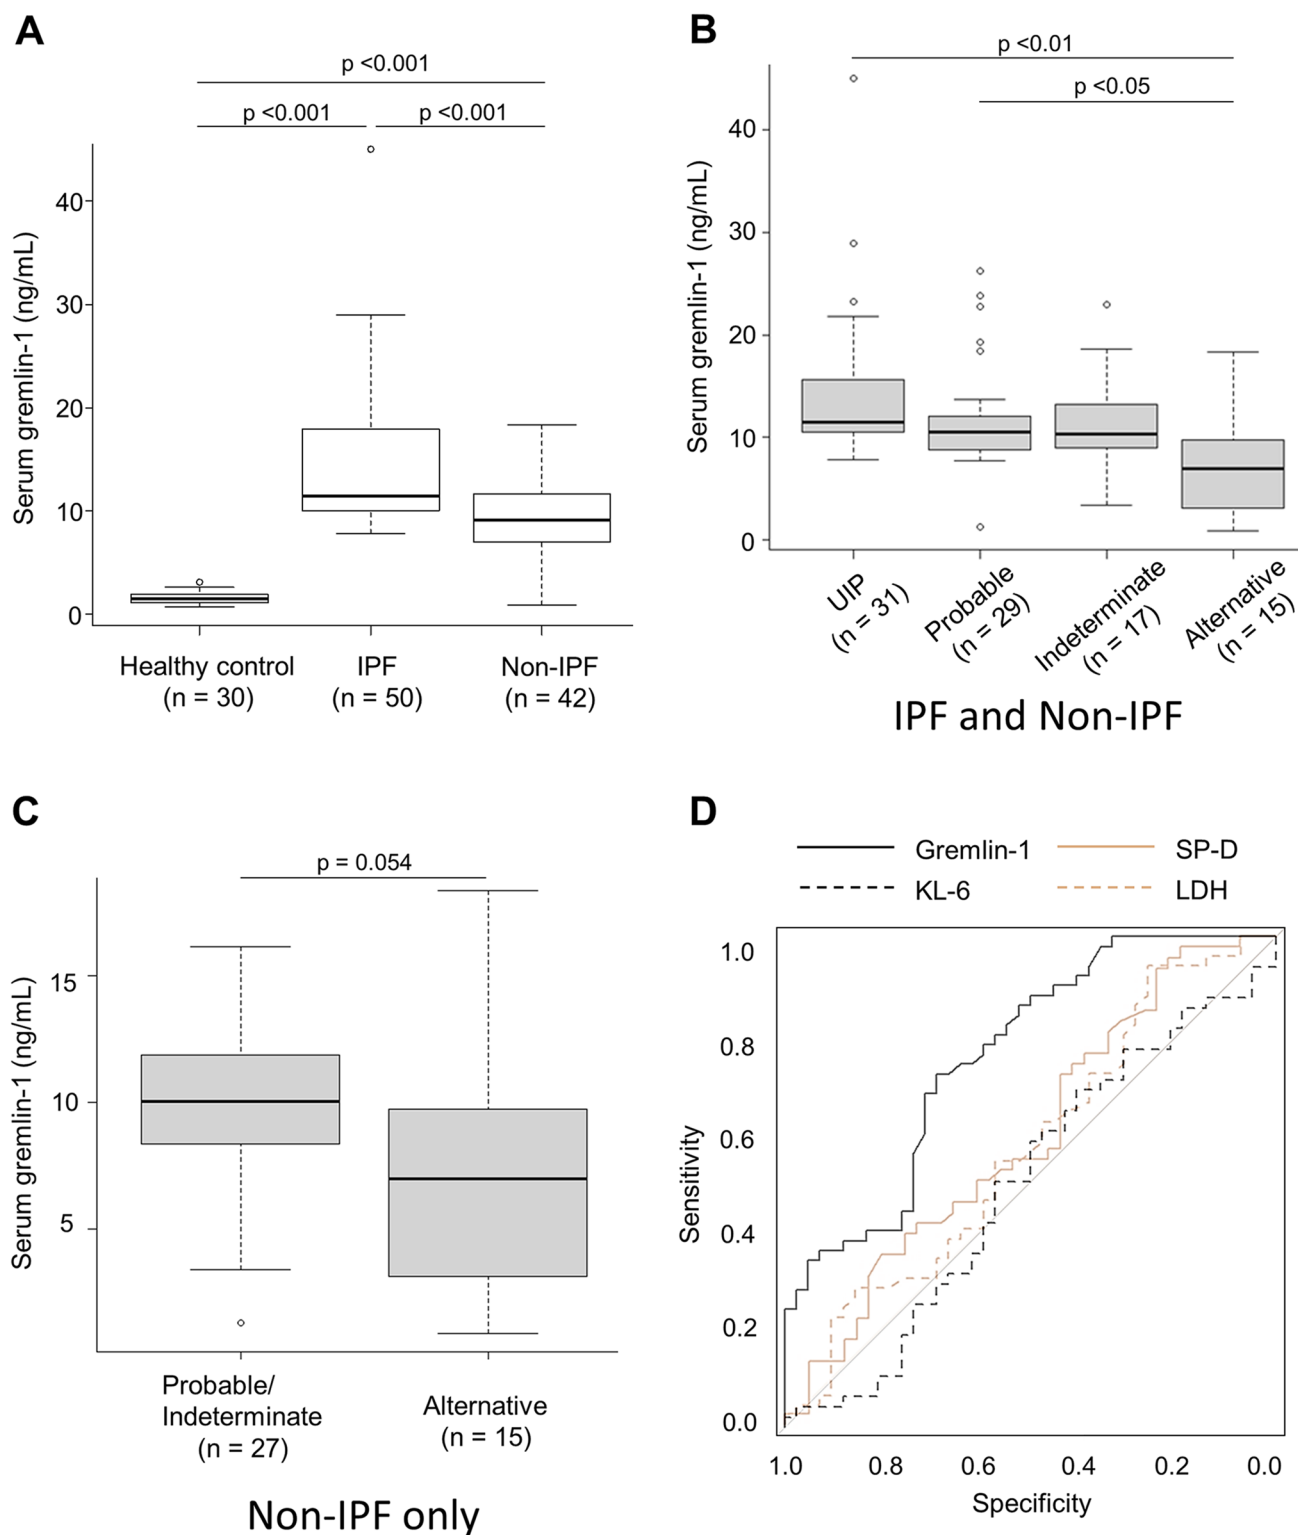 A
p <0.001
p <0.001
p <0.001
Serum gremlin-1 (ng/mL)
40
30
20
10
0
Healthy control
(n = 30)
IPF
(n = 50)
Non-IPF
(n = 42)
B
p <0.01
p <0.05
Serum gremlin-1 (ng/mL)
40
30
20
10
0
UIP
(n = 31)
Probable
(n = 29)
Indeterminate
(n = 17)
Alternative
(n = 15)
IPF and Non-IPF
C
p = 0.054
Serum gremlin-1 (ng/mL)
15
10
5
Probable/
Indeterminate
(n = 27)
Alternative
(n = 15)
Non-IPF only
D
Gremlin-1
SP-D
KL-6
LDH
Sensitivity
1.0
0.8
0.6
0.4
0.2
0.0
1.0 0.8 0.6 0.4 0.2 0.0
Specificity